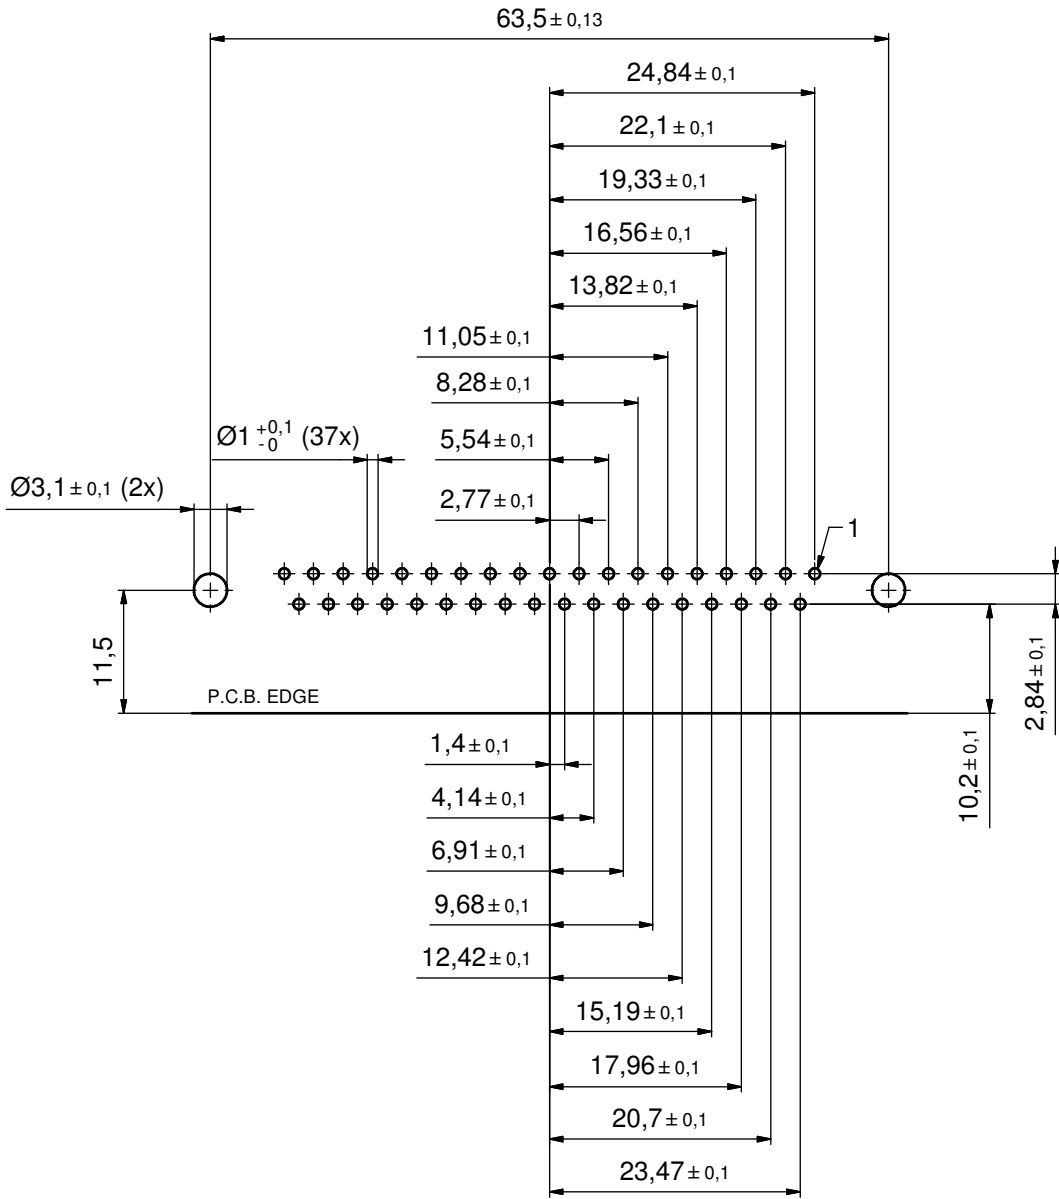 63,5 ± 0,13
24,84 ± 0,1
22,1 ± 0,1
19,33 ± 0,1
16,56 ± 0,1
13,82 ± 0,1
11,05 ± 0,1
8,28 ± 0,1
Ø1 +0,1 -0 (37x)
5,54 ± 0,1
Ø3,1 ± 0,1 (2x)
2,77 ± 0,1
1
11,5
P.C.B. EDGE
2,84 ± 0,1
10,2 ± 0,1
1,4 ± 0,1
4,14 ± 0,1
6,91 ± 0,1
9,68 ± 0,1
12,42 ± 0,1
15,19 ± 0,1
17,96 ± 0,1
20,7 ± 0,1
23,47 ± 0,1